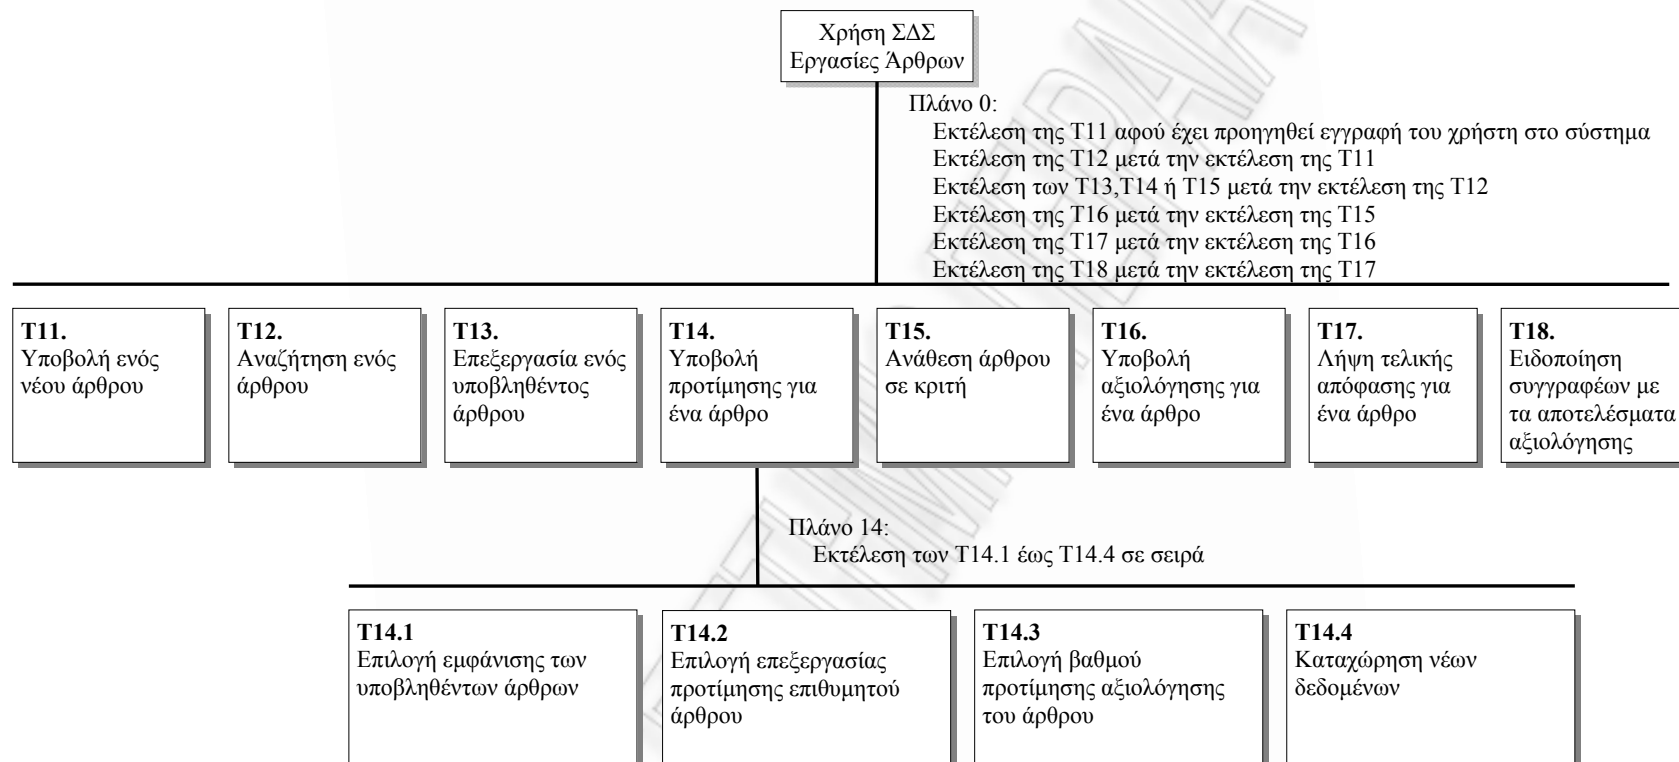 Χρήση ΣΔΣ
Εργασίες Άρθρων
Πλάνο 0:
Εκτέλεση της Τ11 αφού έχει προηγηθεί εγγραφή του χρήστη στο σύστημα
Εκτέλεση της Τ12 μετά την εκτέλεση της Τ11
Εκτέλεση των Τ13,Τ14 ή Τ15 μετά την εκτέλεση της Τ12
Εκτέλεση της Τ16 μετά την εκτέλεση της Τ15
Εκτέλεση της Τ17 μετά την εκτέλεση της Τ16
Εκτέλεση της Τ18 μετά την εκτέλεση της Τ17
Τ11.
Υποβολή ενός
νέου άρθρου
Τ12.
Αναζήτηση ενός
άρθρου
Τ13.
Επεξεργασία ενός
υποβληθέντος
άρθρου
Τ14.
Υποβολή
προτίμησης για
ένα άρθρο
Τ15.
Ανάθεση άρθρου
σε κριτή
Τ16.
Υποβολή
αξιολόγησης για
ένα άρθρο
Τ17.
Λήψη τελικής
απόφασης για
ένα άρθρο
Τ18.
Ειδοποίηση
συγγραφέων με
τα αποτελέσματα
αξιολόγησης
Πλάνο 14:
Εκτέλεση των Τ14.1 έως Τ14.4 σε σειρά
Τ14.1
Επιλογή εμφάνισης των
υποβληθέντων άρθρων
Τ14.2
Επιλογή επεξεργασίας
προτίμησης επιθυμητού
άρθρου
Τ14.3
Επιλογή βαθμού
προτίμησης αξιολόγησης
του άρθρου
Τ14.4
Καταχώρηση νέων
δεδομένων